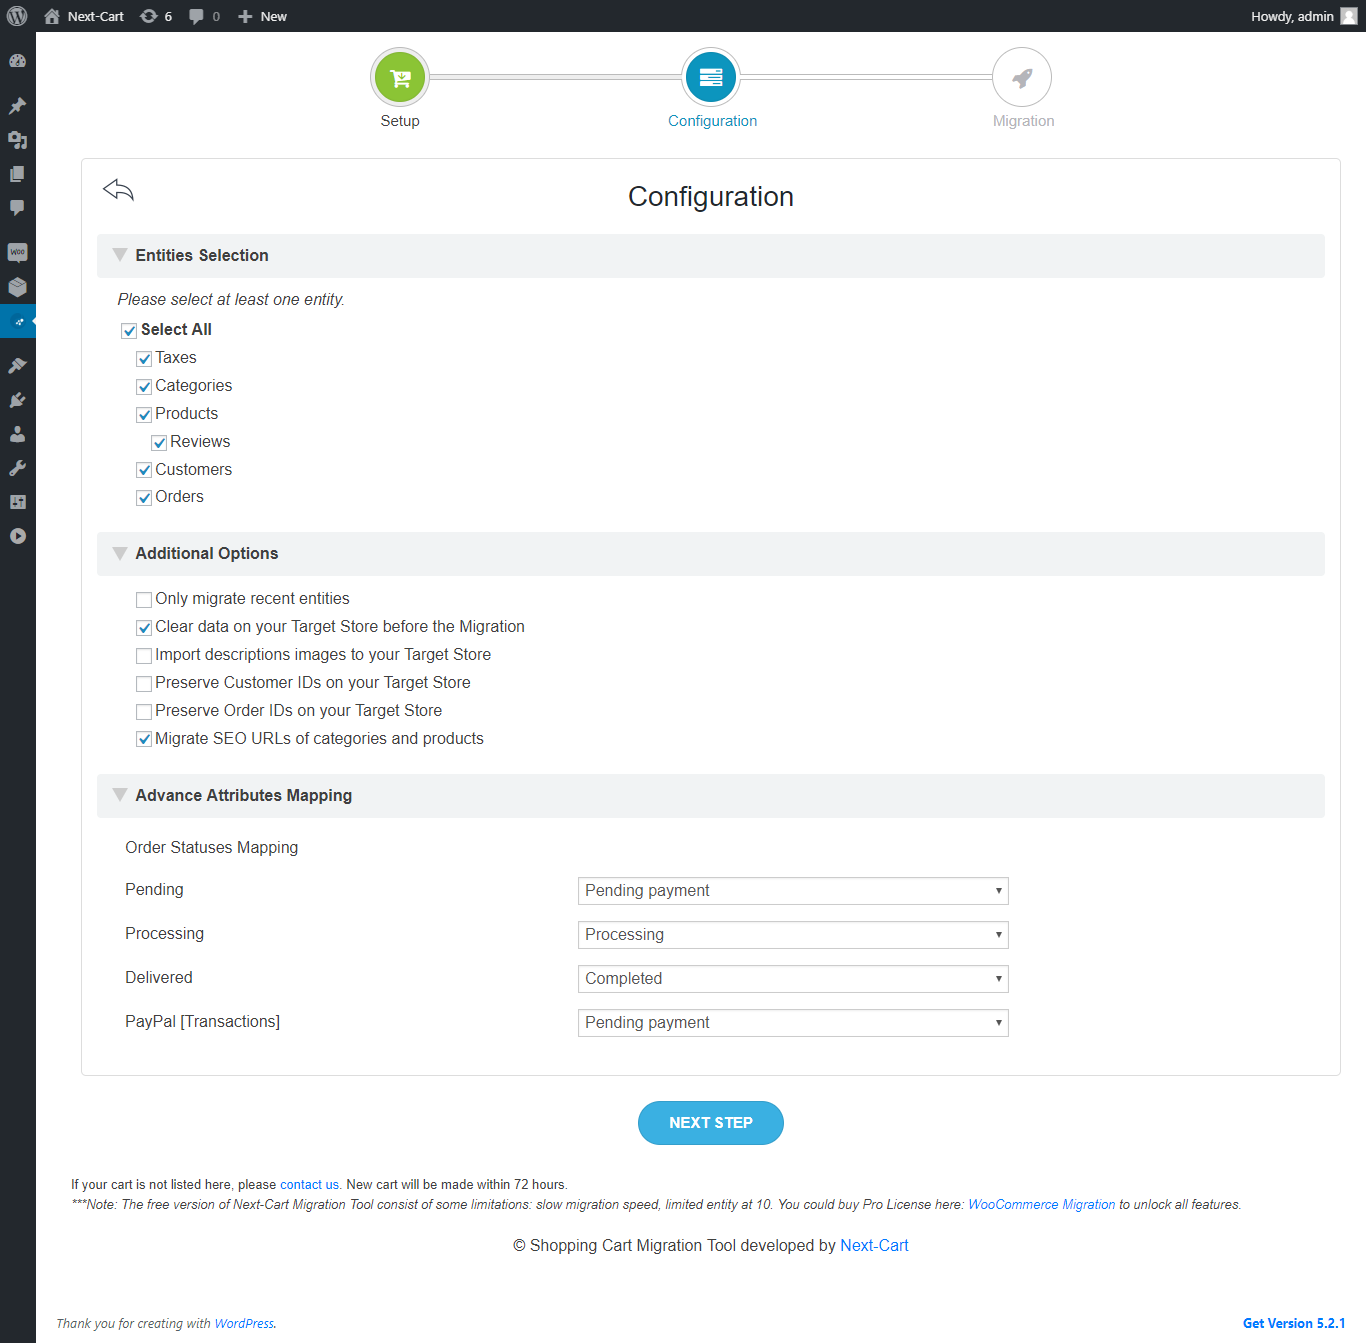 Next-Cart 6 0 New Howdy, admin
Setup Configuration Migration
Configuration
Entities Selection
Please select at least one entity.
Select All
Taxes
Categories
Products
Reviews
Customers
Orders
Additional Options
Only migrate recent entities
Clear data on your Target Store before the Migration
Import descriptions images to your Target Store
Preserve Customer IDs on your Target Store
Preserve Order IDs on your Target Store
Migrate SEO URLs of categories and products
Advance Attributes Mapping
Order Statuses Mapping
Pending Pending payment
Processing Processing
Delivered Completed
PayPal [Transactions] Pending payment
NEXT STEP
If your cart is not listed here, please contact us. New cart will be made within 72 hours.
***Note: The free version of Next-Cart Migration Tool consist of some limitations: slow migration speed, limited entity at 10. You could buy Pro License here: WooCommerce Migration to unlock all features.
© Shopping Cart Migration Tool developed by Next-Cart
Thank you for creating with WordPress. Get Version 5.2.1